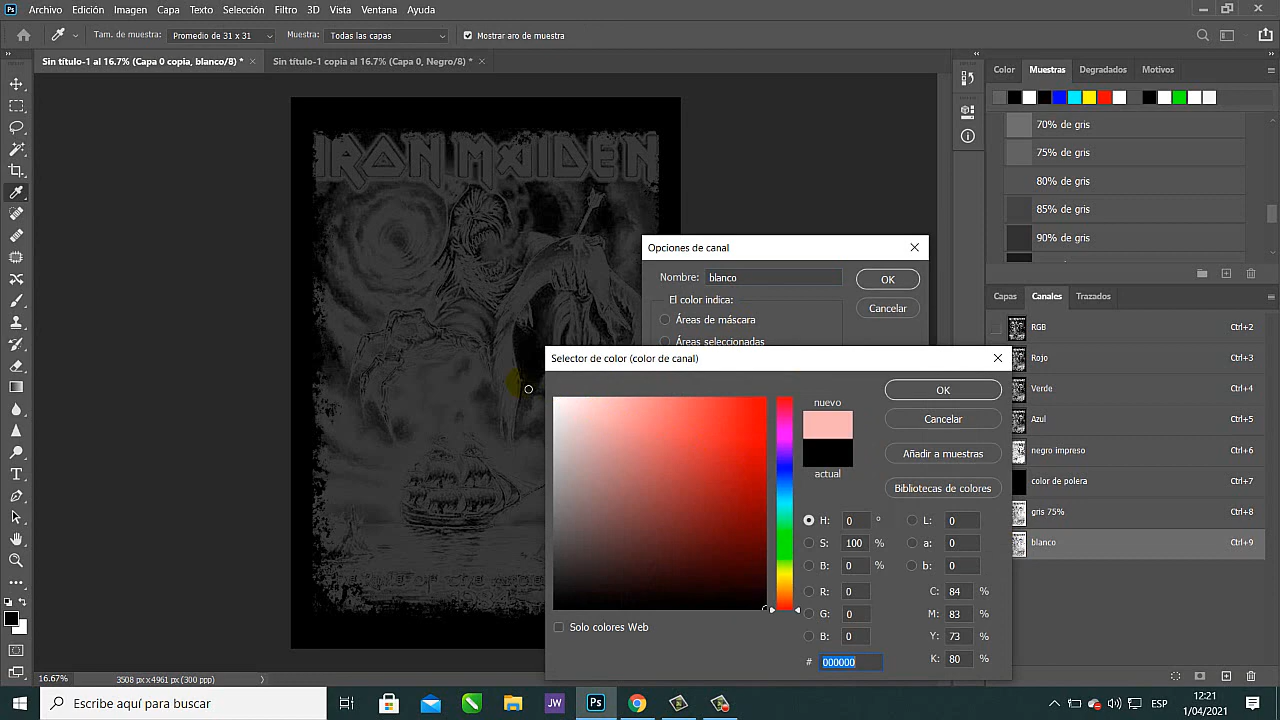 Ps Archivo Edición Imagen Capa Texto Selección Filtro 3D Vista Ventana Ayuda
Tam. de muestra: Promedio de 31 x 31 Muestra: Todas las capas Mostrar aro de muestra
Sin título-1 al 16.7% (Capa 0 copia, blanco/8) * Sin título-1 copia al 16.7% (Capa 0, Negro/8) *
Color Muestras Degradados Motivos
70% de gris
75% de gris
80% de gris
85% de gris
90% de gris
IRON MAIDEN
Opciones de canal
Nombre: blanco
OK
El color indica:
Cancelar
Áreas de máscara
Áreas seleccionadas
Capas Canales Trazados
RGB Ctrl+2
Rojo Ctrl+3
Verde Ctrl+4
Azul Ctrl+5
negro impreso Ctrl+6
color de polera Ctrl+7
gris 75% Ctrl+8
blanco Ctrl+9
Selector de color (color de canal)
nuevo
actual
OK
Cancelar
Añadir a muestras
Bibliotecas de colores
H: 0 º L: 0
S: 100 % a: 0
B: 0 % b: 0
R: 0 C: 84 %
G: 0 M: 83 %
B: 0 Y: 73 %
# 000000 K: 80 %
Solo colores Web
16.67% 3508 px x 4961 px (300 ppp)
Escribe aquí para buscar
JW
Ps
ESP
12:21
1/04/2021